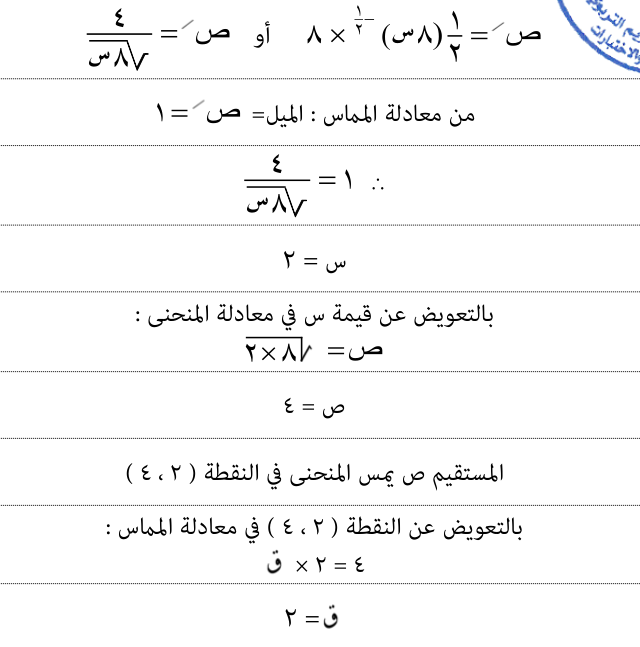 ص′ = ١/٢ (٨س)^(-١/٢) × ٨ أو ص′ = ٤/√٨س
من معادلة المماس : الميل= ص′ = ١
∴ ١ = ٤/√٨س
س = ٢
بالتعويض عن قيمة س في معادلة المنحنى :
ص= √٨×٢
ص = ٤
المستقيم ص يمس المنحنى في النقطة ( ٢ ، ٤ )
بالتعويض عن النقطة ( ٢ ، ٤ ) في معادلة المماس :
٤ = ٢ × ق
ق= ٢